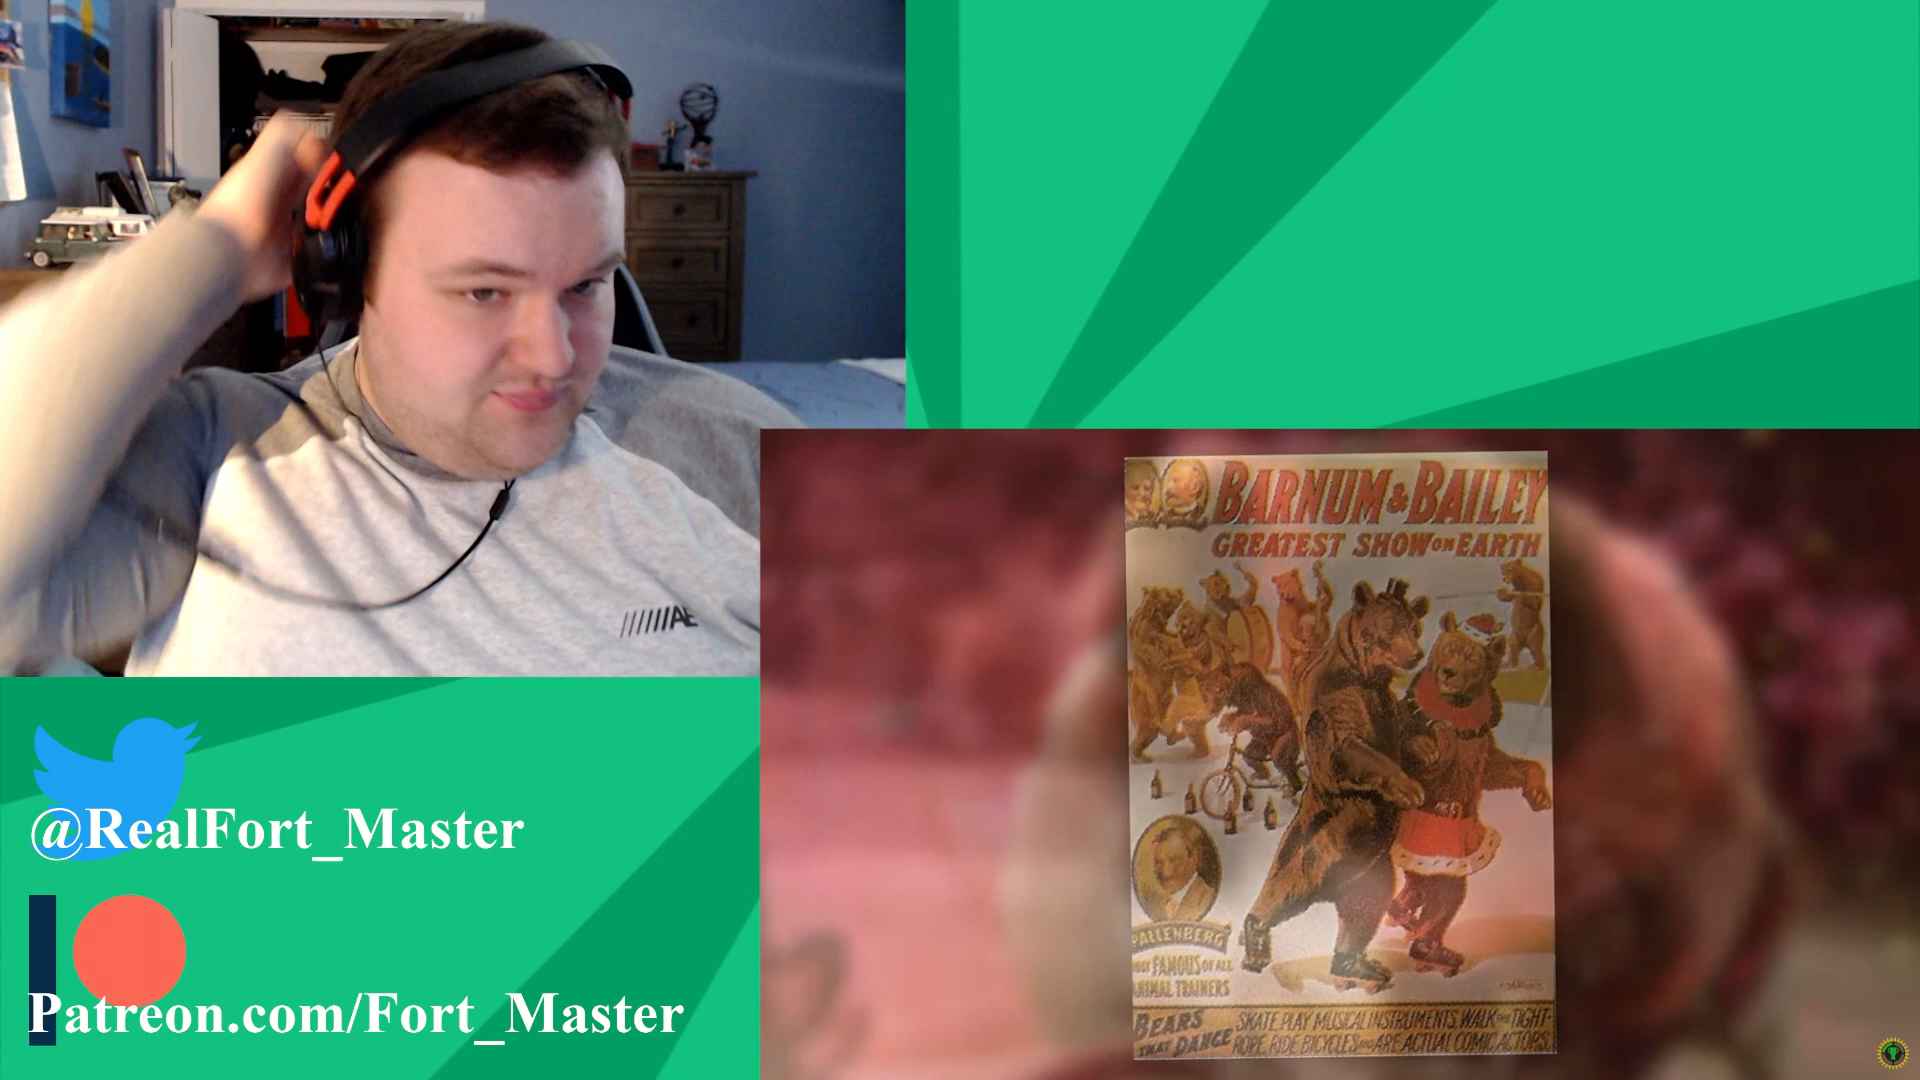 BARNUM & BAILEY
GREATEST SHOW ON EARTH
AE
@RealFort_Master
PALLENBERG
MOST FAMOUS OF ALL
ANIMAL TRAINERS
Patreon.com/Fort_Master
BEARS THAT DANCE
SKATE, PLAY MUSICAL INSTRUMENTS, WALK THE TIGHT-
ROPE, RIDE BICYCLES AND ARE ACTUAL COMIC ACTORS